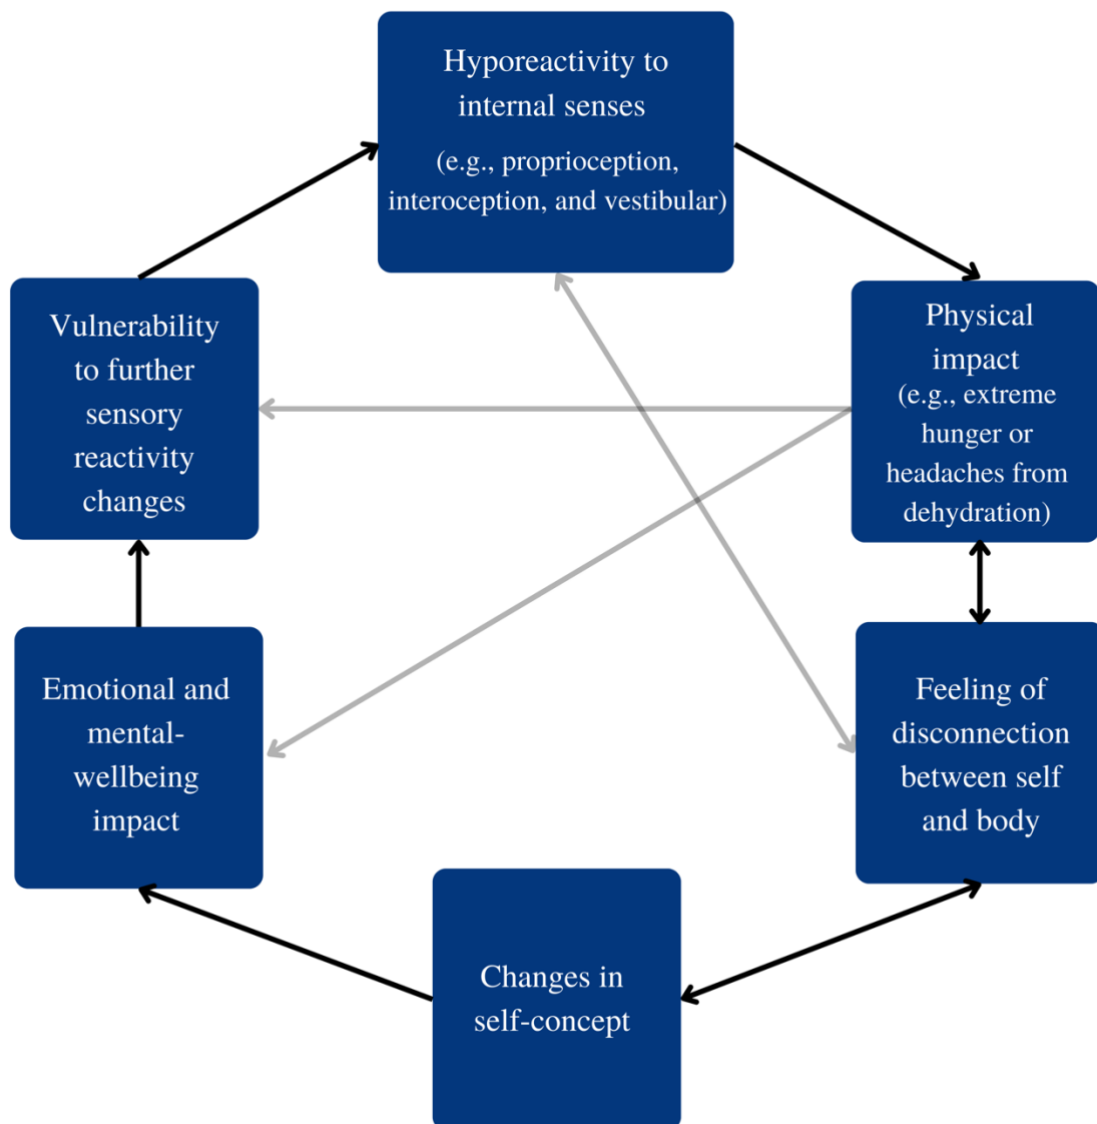 Hyporeactivity to
internal senses
(e.g., proprioception,
interoception, and vestibular)
Physical
impact
(e.g., extreme
hunger or
headaches from
dehydration)
Feeling of
disconnection
between self
and body
Changes in
self-concept
Emotional and
mental-
wellbeing
impact
Vulnerability
to further
sensory
reactivity
changes